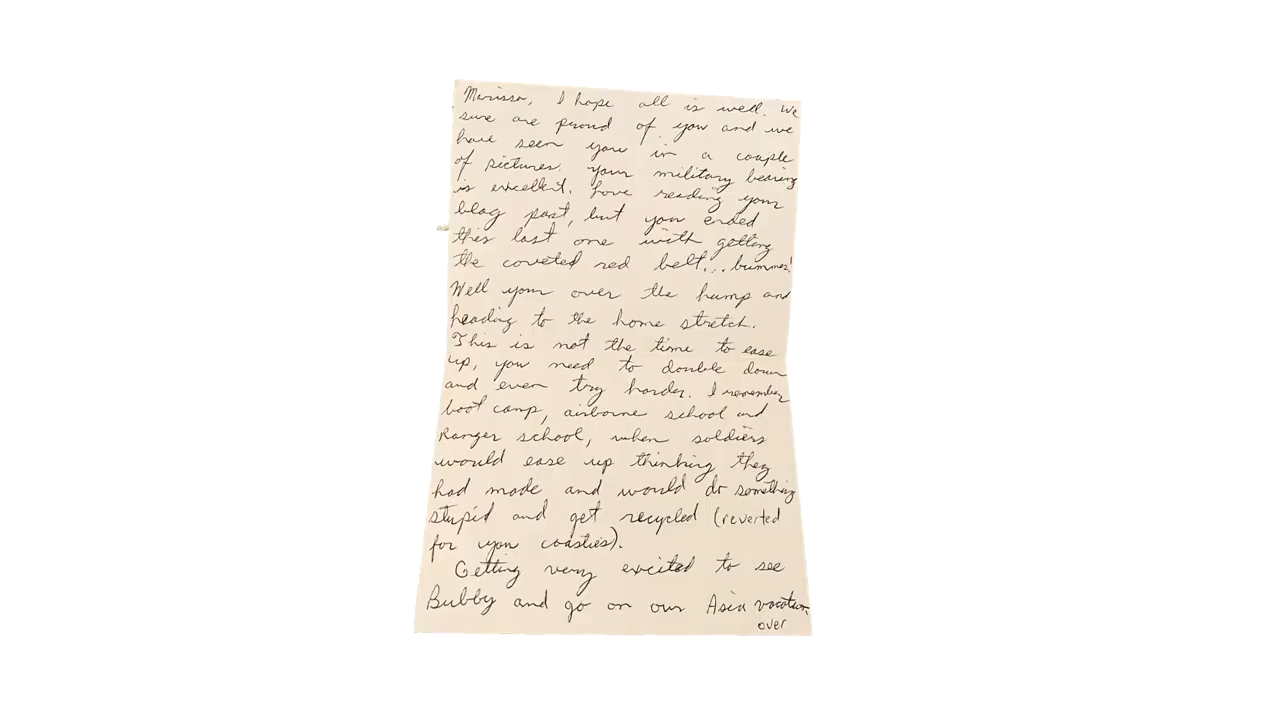 Marissa, I hope all is well. We
sure are proud of you and we
have seen you in a couple
of pictures. Your military bearing
is excellent. Love reading your
blog post, but you ended
this last one with getting
the coveted red belt... bummer!
Well your over the hump and
heading to the home stretch.
This is not the time to ease
up, you need to double down
and even try harder. I remember
boot camp, airborne school and
Ranger school, when soldiers
would ease up thinking they
had made and would do something
stupid and get recycled (reverted
for you coasties).
Getting very excited to see
Bubby and go on our Asia vacation
over